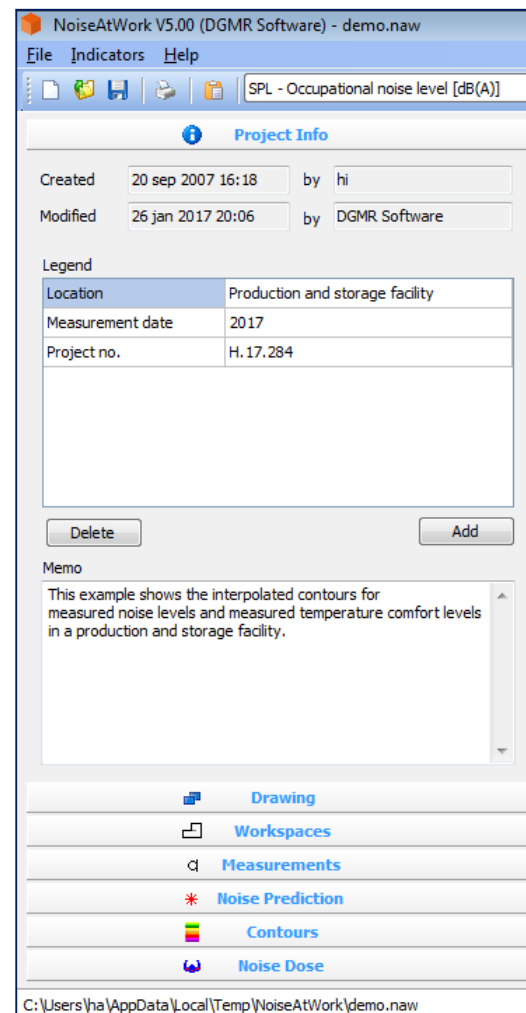 NoiseAtWork V5.00 (DGMR Software) - demo.naw
File Indicators Help
SPL - Occupational noise level [dB(A)]
Project Info
Created 20 sep 2007 16:18 by hi
Modified 26 jan 2017 20:06 by DGMR Software
Legend
Location Production and storage facility
Measurement date 2017
Project no. H.17.284
Delete Add
Memo
This example shows the interpolated contours for
measured noise levels and measured temperature comfort levels
in a production and storage facility.
Drawing
Workspaces
Measurements
Noise Prediction
Contours
Noise Dose
C:\Users\ha\AppData\Local\Temp\NoiseAtWork\demo.naw